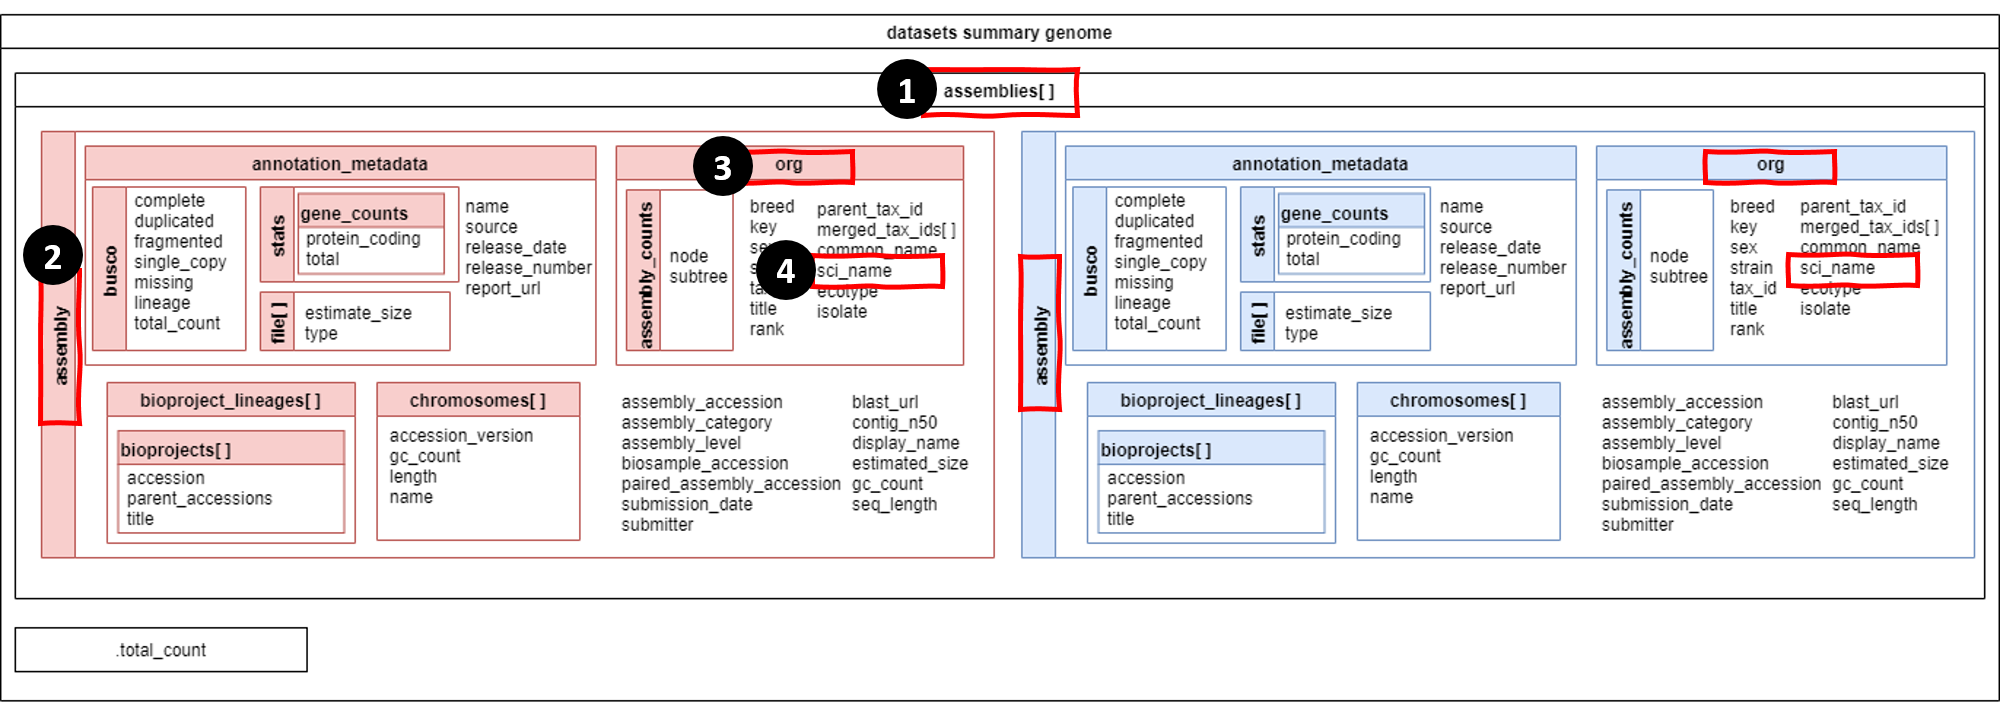 datasets summary genome
1
assemblies[ ]
2
assembly
annotation_metadata
busco
complete
duplicated
fragmented
single_copy
missing
lineage
total_count
stats
gene_counts
protein_coding
total
file[ ]
estimate_size
type
name
source
release_date
release_number
report_url
3
org
assembly_counts
node
subtree
breed
key
title
rank
parent_tax_id
merged_tax_ids[ ]
common_name
4
sci_name
ecotype
isolate
bioproject_lineages[ ]
bioprojects[ ]
accession
parent_accessions
title
chromosomes[ ]
accession_version
gc_count
length
name
assembly_accession
assembly_category
assembly_level
biosample_accession
paired_assembly_accession
submission_date
submitter
blast_url
contig_n50
display_name
estimated_size
gc_count
seq_length
assembly
annotation_metadata
busco
complete
duplicated
fragmented
single_copy
missing
lineage
total_count
stats
gene_counts
protein_coding
total
file[ ]
estimate_size
type
name
source
release_date
release_number
report_url
org
assembly_counts
node
subtree
breed
key
sex
strain
tax_id
title
rank
parent_tax_id
merged_tax_ids[ ]
common_name
sci_name
ecotype
isolate
bioproject_lineages[ ]
bioprojects[ ]
accession
parent_accessions
title
chromosomes[ ]
accession_version
gc_count
length
name
assembly_accession
assembly_category
assembly_level
biosample_accession
paired_assembly_accession
submission_date
submitter
blast_url
contig_n50
display_name
estimated_size
gc_count
seq_length
.total_count